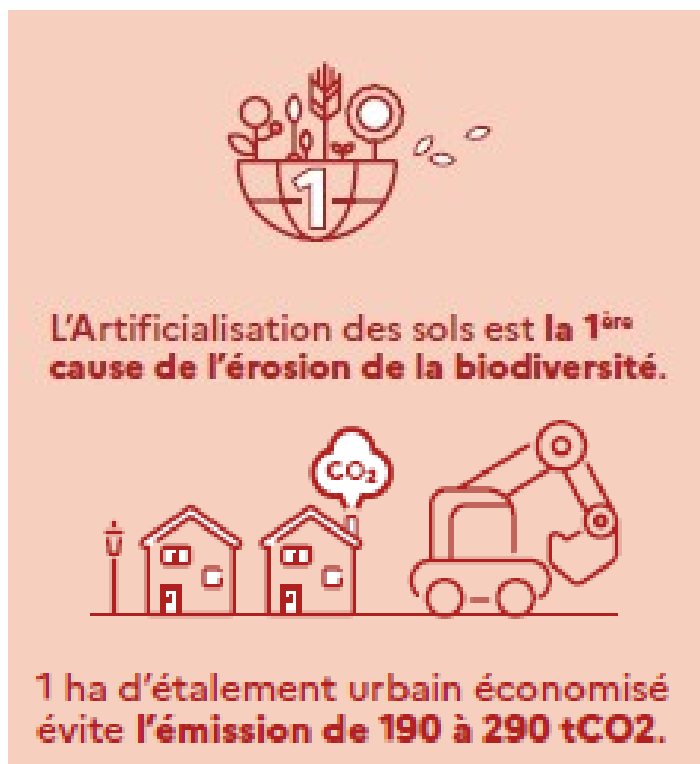 1
L'Artificialisation des sols est la 1ère
cause de l'érosion de la biodiversité.
CO₂
1 ha d'étalement urbain économisé
évite l'émission de 190 à 290 tCO2.